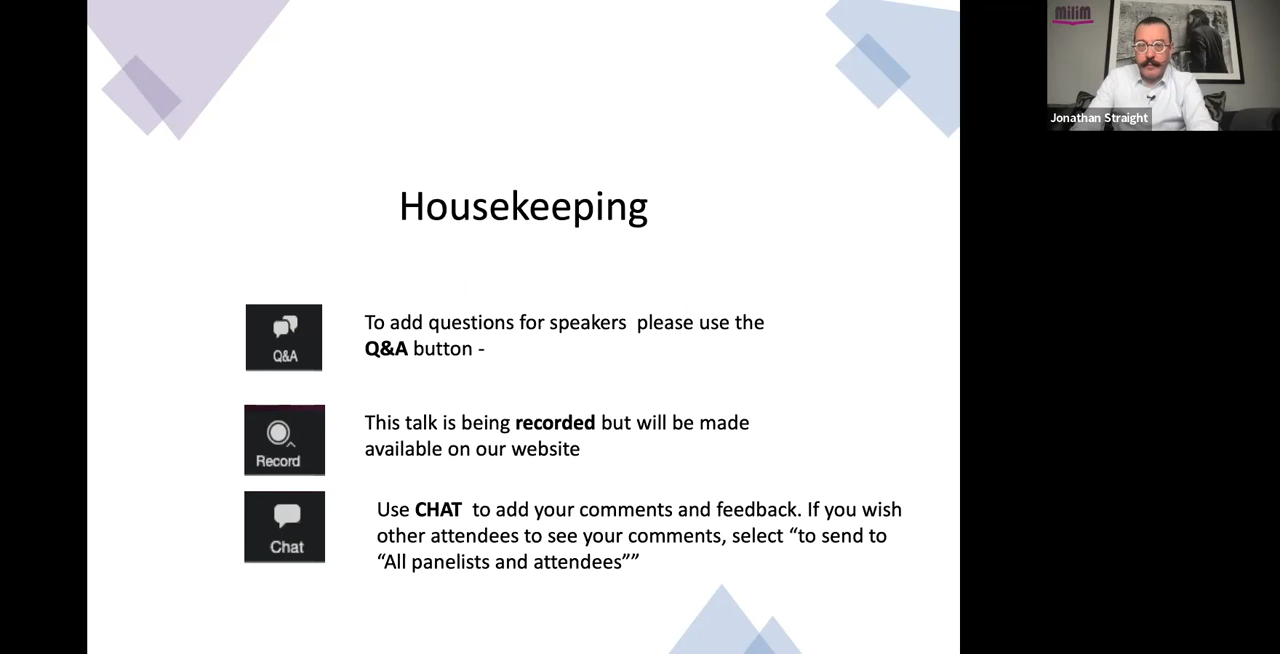 milim
Jonathan Straight
Housekeeping
Q&A
To add questions for speakers  please use the
Q&A button -
Record
This talk is being recorded but will be made
available on our website
Chat
Use CHAT  to add your comments and feedback. If you wish
other attendees to see your comments, select “to send to
“All panelists and attendees””